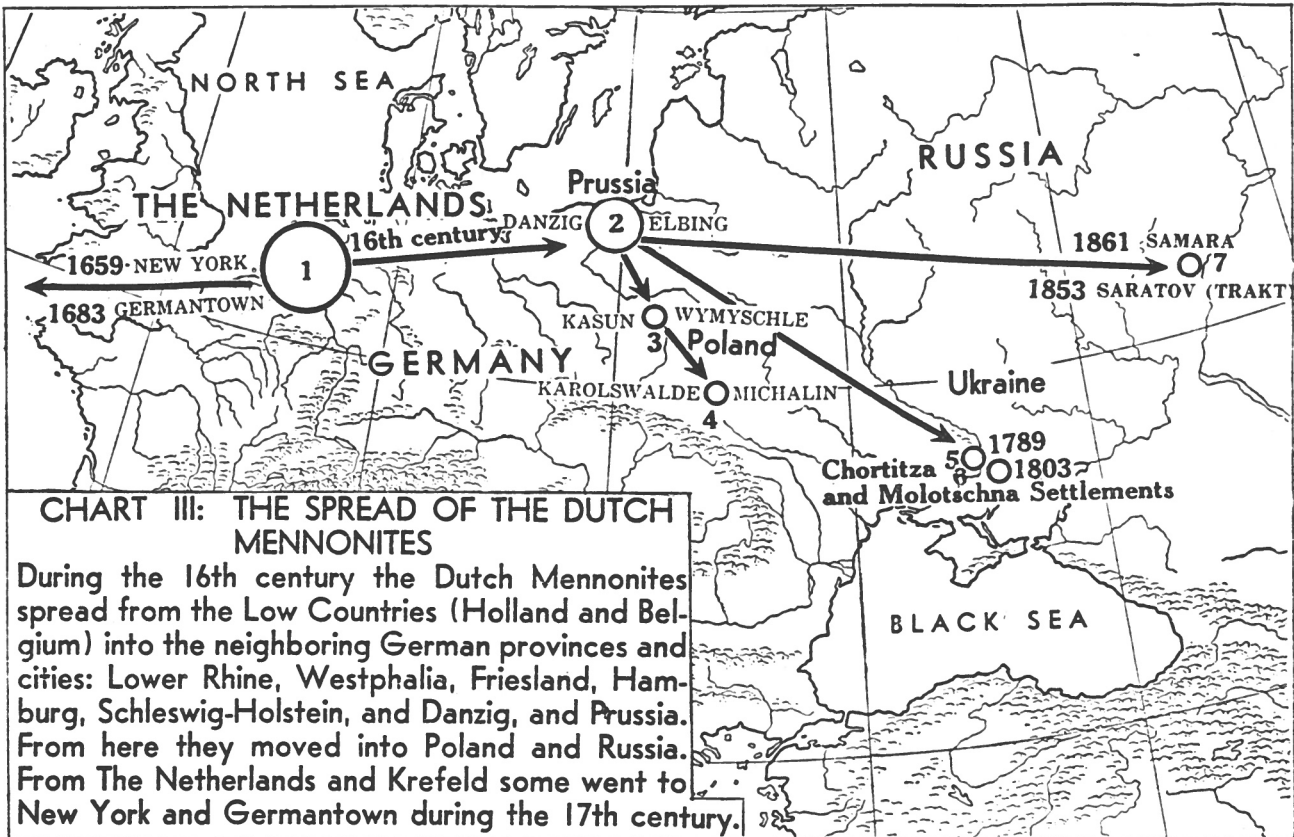 NORTH SEA
RUSSIA
Prussia
THE NETHERLANDS
DANZIG 2 ELBING
16th century
1861 SAMARA
1659 NEW YORK
1
7
1683 GERMANTOWN
1853 SARATOV (TRAKT)
KASUN WYMYSCHLE
3 Poland
GERMANY
KAROLSWALDE MICHALIN
Ukraine
4
1789
Chortitza 5
6 1803
and Molotschna Settlements
BLACK SEA
CHART III: THE SPREAD OF THE DUTCH
MENNONITES
During the 16th century the Dutch Mennonites
spread from the Low Countries (Holland and Bel-
gium) into the neighboring German provinces and
cities: Lower Rhine, Westphalia, Friesland, Ham-
burg, Schleswig-Holstein, and Danzig, and Prussia.
From here they moved into Poland and Russia.
From The Netherlands and Krefeld some went to
New York and Germantown during the 17th century.